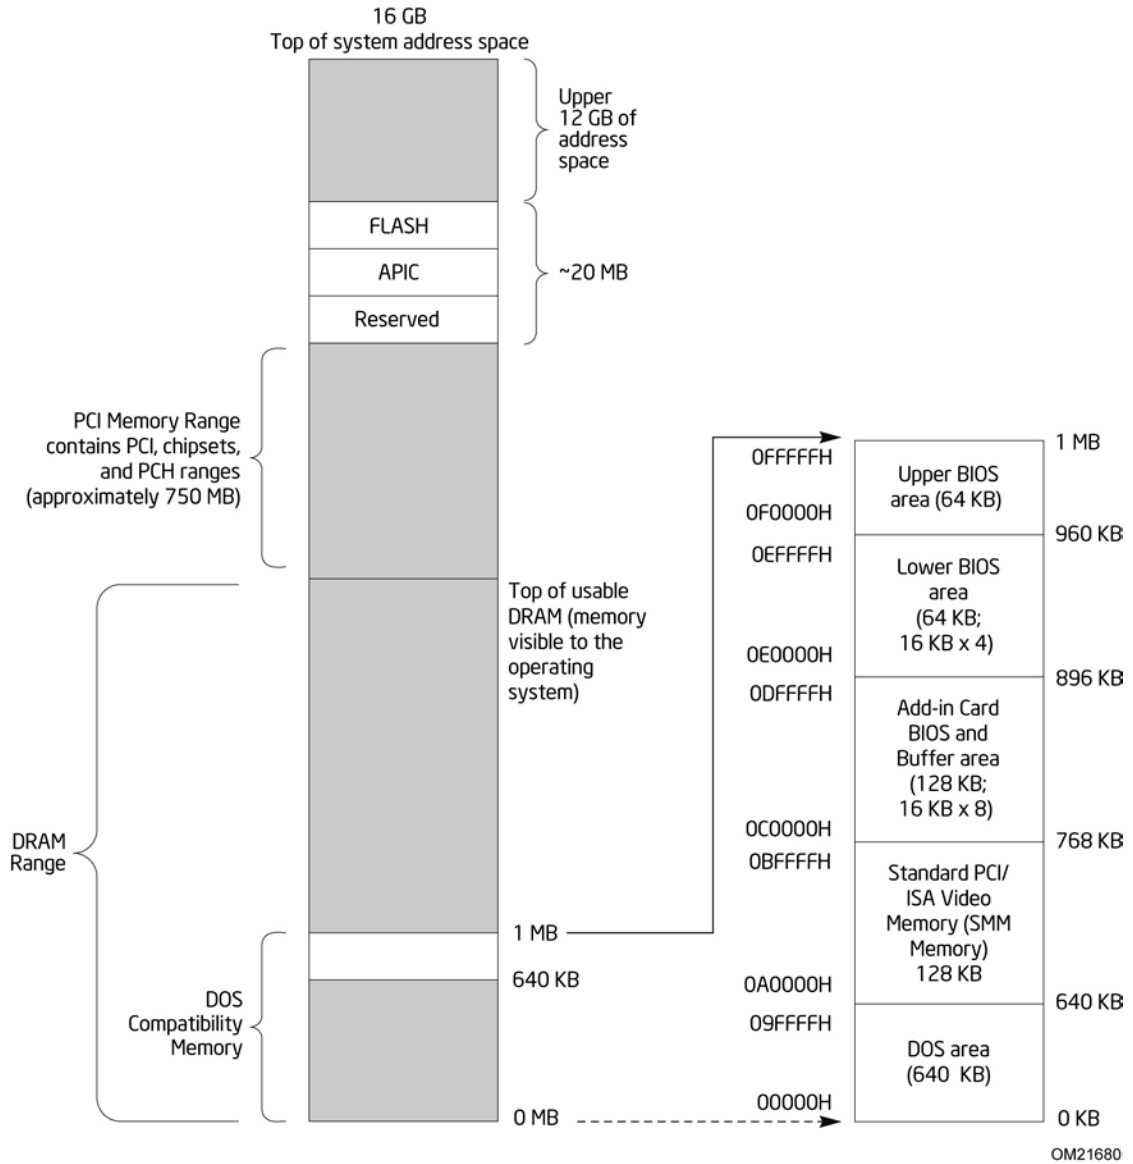 16 GB
Top of system address space
Upper
12 GB of
address
space
FLASH
APIC
~20 MB
Reserved
PCI Memory Range
contains PCI, chipsets,
and PCH ranges
(approximately 750 MB)
Top of usable
DRAM (memory
visible to the
operating
system)
DRAM
Range
1 MB
640 KB
DOS
Compatibility
Memory
0 MB
0FFFFFH
0F0000H
0EFFFFH
0E0000H
0DFFFFH
0C0000H
0BFFFFH
0A0000H
09FFFFH
00000H
Upper BIOS
area (64 KB)
Lower BIOS
area
(64 KB;
16 KB x 4)
Add-in Card
BIOS and
Buffer area
(128 KB;
16 KB x 8)
Standard PCI/
ISA Video
Memory (SMM
Memory)
128 KB
DOS area
(640 KB)
1 MB
960 KB
896 KB
768 KB
640 KB
0 KB
OM21680